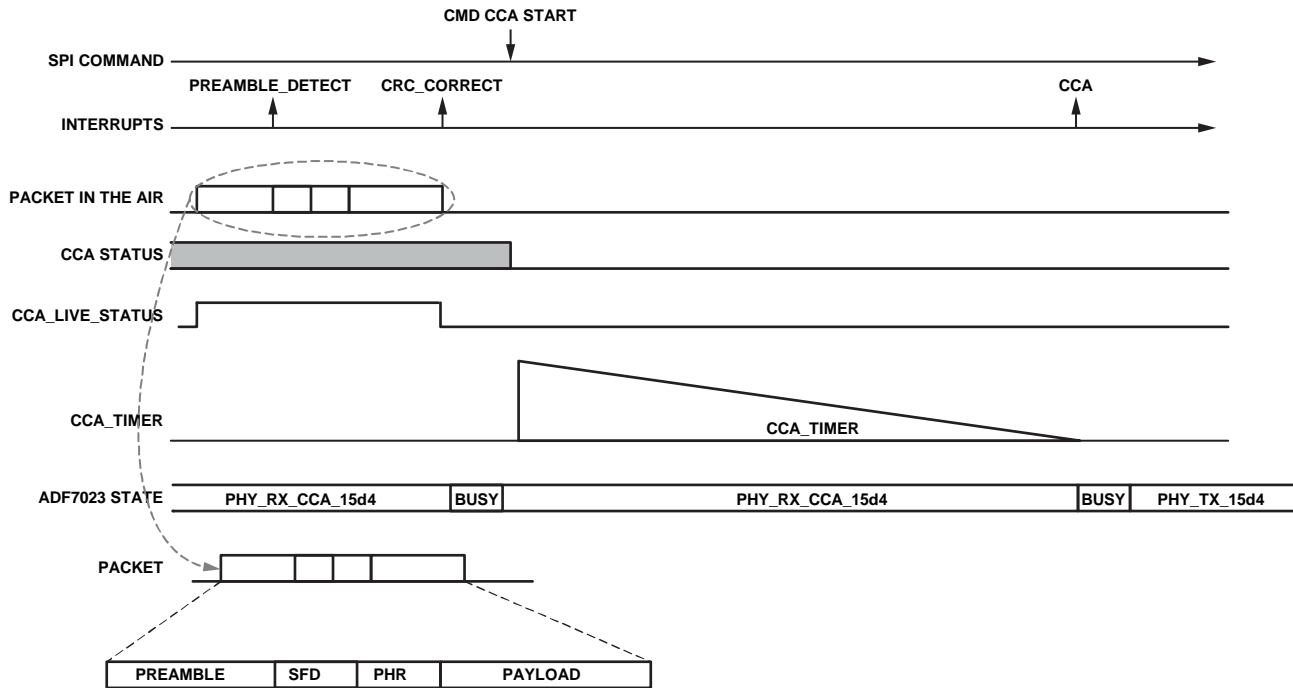 CMD CCA START
SPI COMMAND
PREAMBLE_DETECT
CRC_CORRECT
CCA
INTERRUPTS
PACKET IN THE AIR
CCA STATUS
CCA_LIVE_STATUS
CCA_TIMER
CCA_TIMER
ADF7023 STATE
PHY_RX_CCA_15d4
BUSY
PHY_RX_CCA_15d4
BUSY
PHY_TX_15d4
PACKET
PREAMBLE
SFD
PHR
PAYLOAD